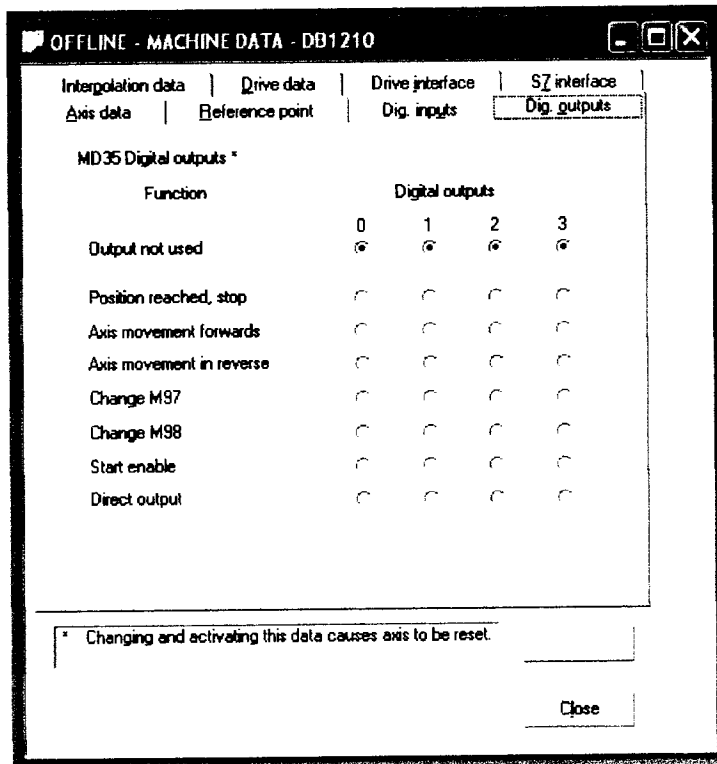 OFFLINE - MACHINE DATA - DB1210
Interpolation data Drive data Drive interface S7 interface
Axis data Reference point Dig. inputs Dig. outputs
MD35 Digital outputs *
Function Digital outputs
0 1 2 3
Output not used
Position reached, stop
Axis movement forwards
Axis movement in reverse
Change M97
Change M98
Start enable
Direct output
* Changing and activating this data causes axis to be reset.
Close